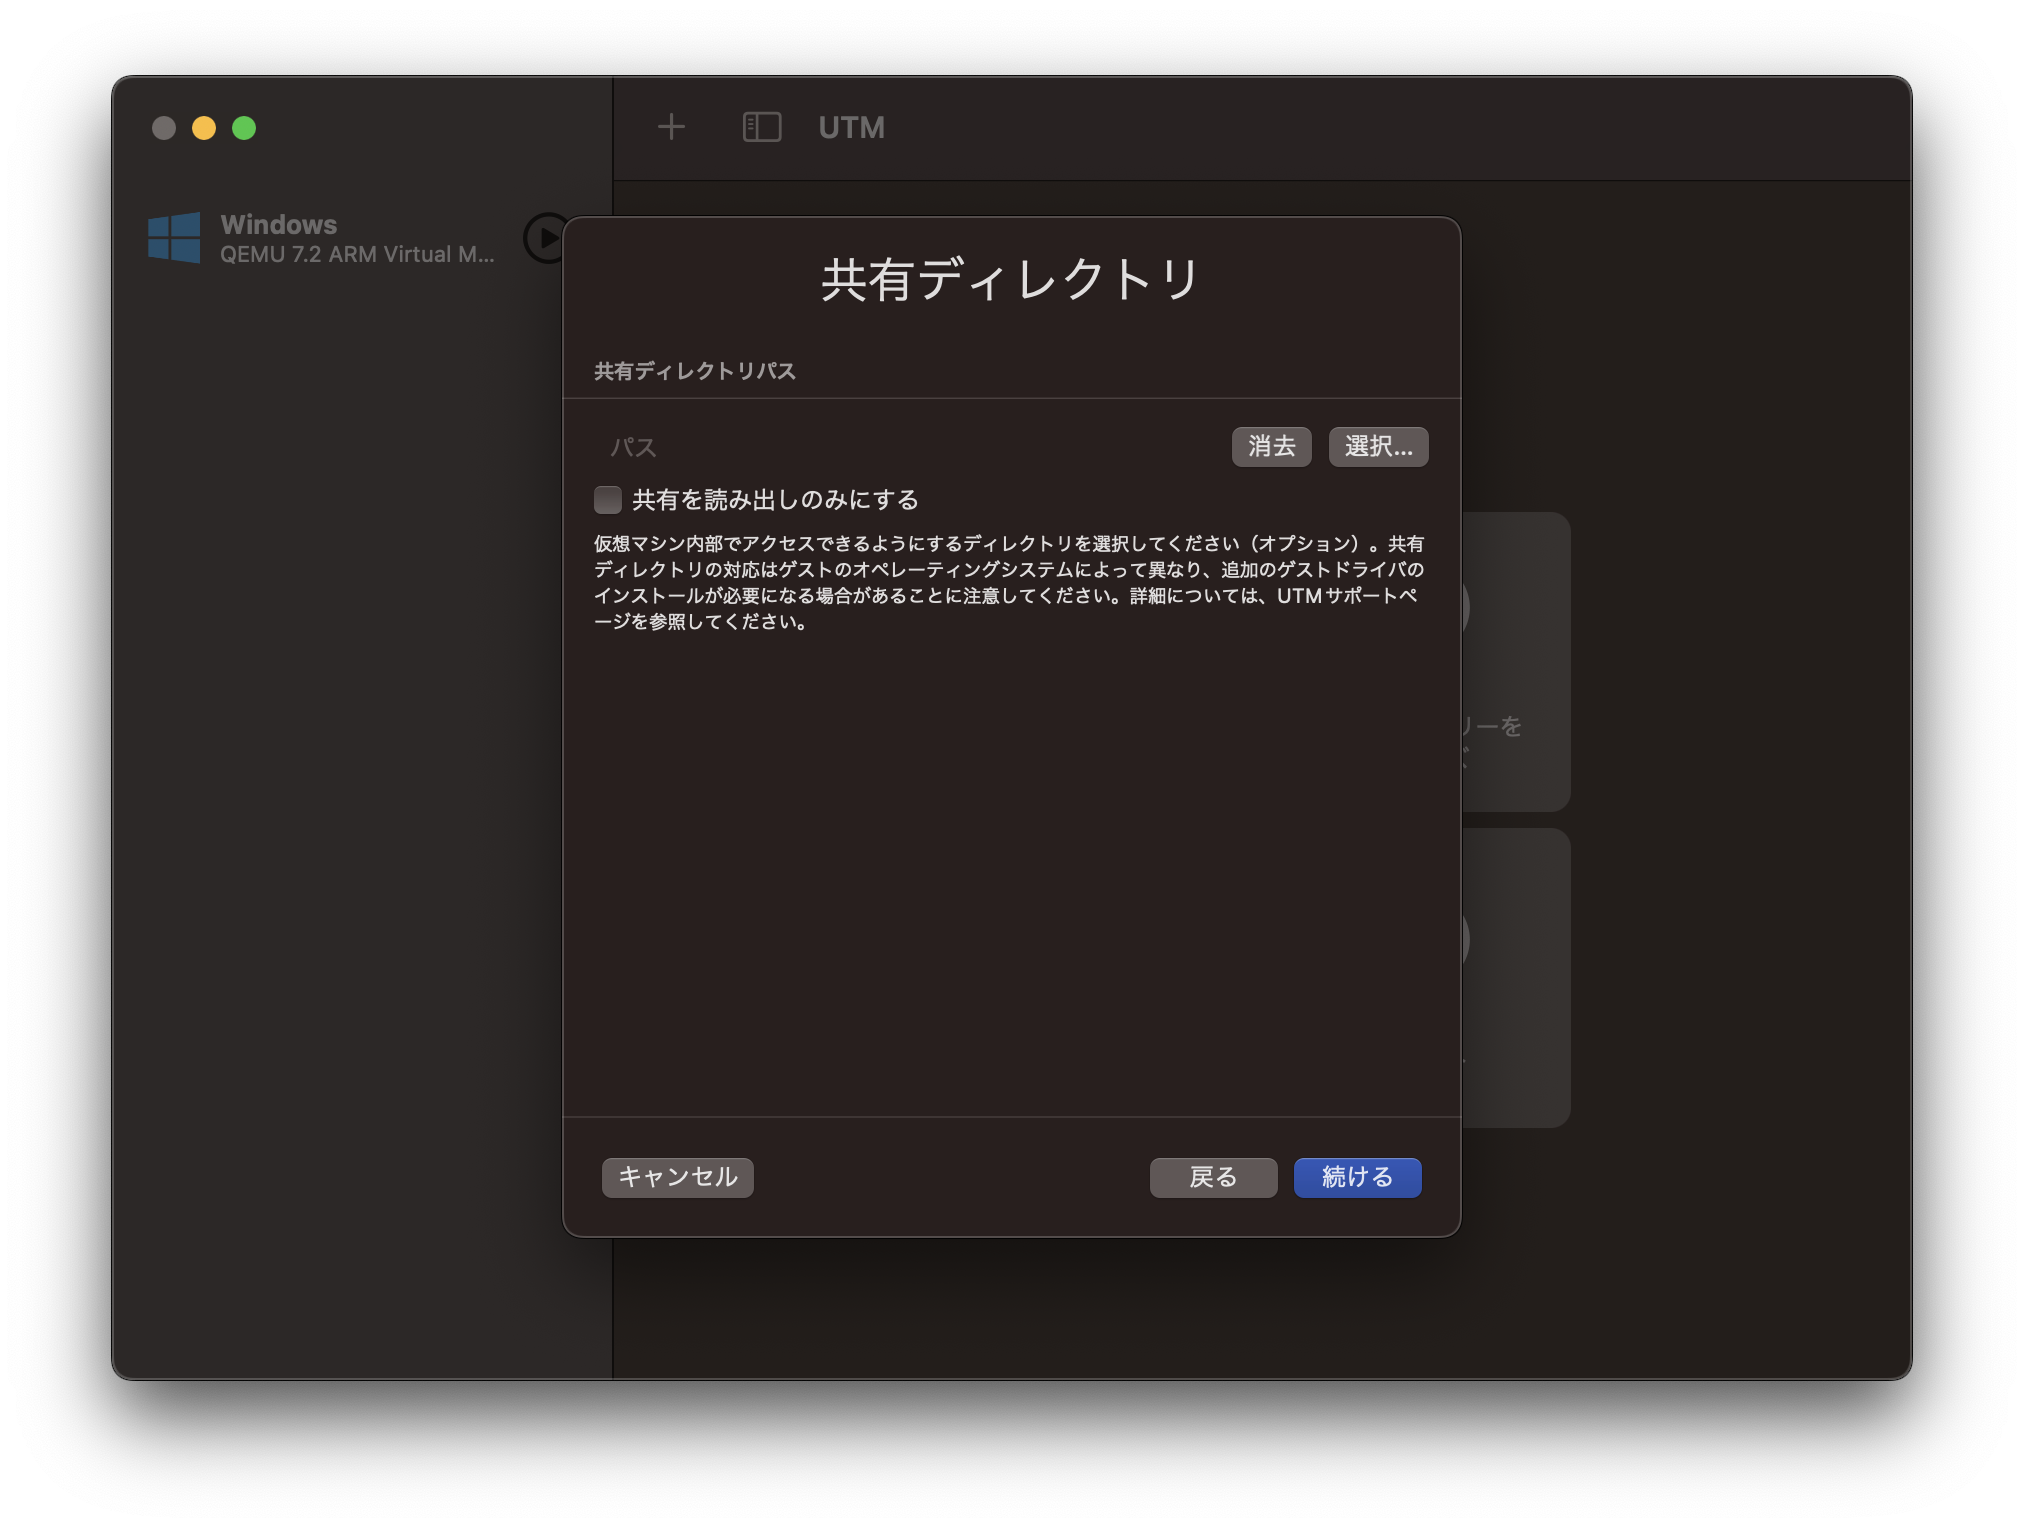 UTM
Windows
QEMU 7.2 ARM Virtual M...
共有ディレクトリ
共有ディレクトリパス
パス
消去
選択...
共有を読み出しのみにする
仮想マシン内部でアクセスできるようにするディレクトリを選択してください（オプション）。共有
ディレクトリの対応はゲストのオペレーティングシステムによって異なり、追加のゲストドライバの
インストールが必要になる場合があることに注意してください。詳細については、UTMサポートペ
ージを参照してください。
リーを
キャンセル
戻る
続ける